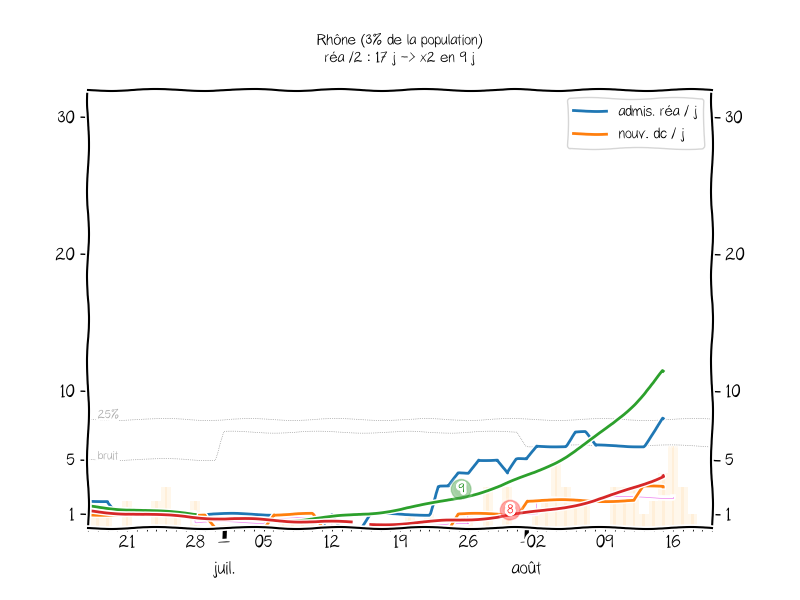 Rhône (3% de la population)
réa /2 : 17 j -> x2 en 9 j
admis. réa / j
nouv. dc / j
30
30
20
20
10
10
25%
bruit
5
5
9
8
1
1
21 28 05 12 19 26 02 09 16
juil. août